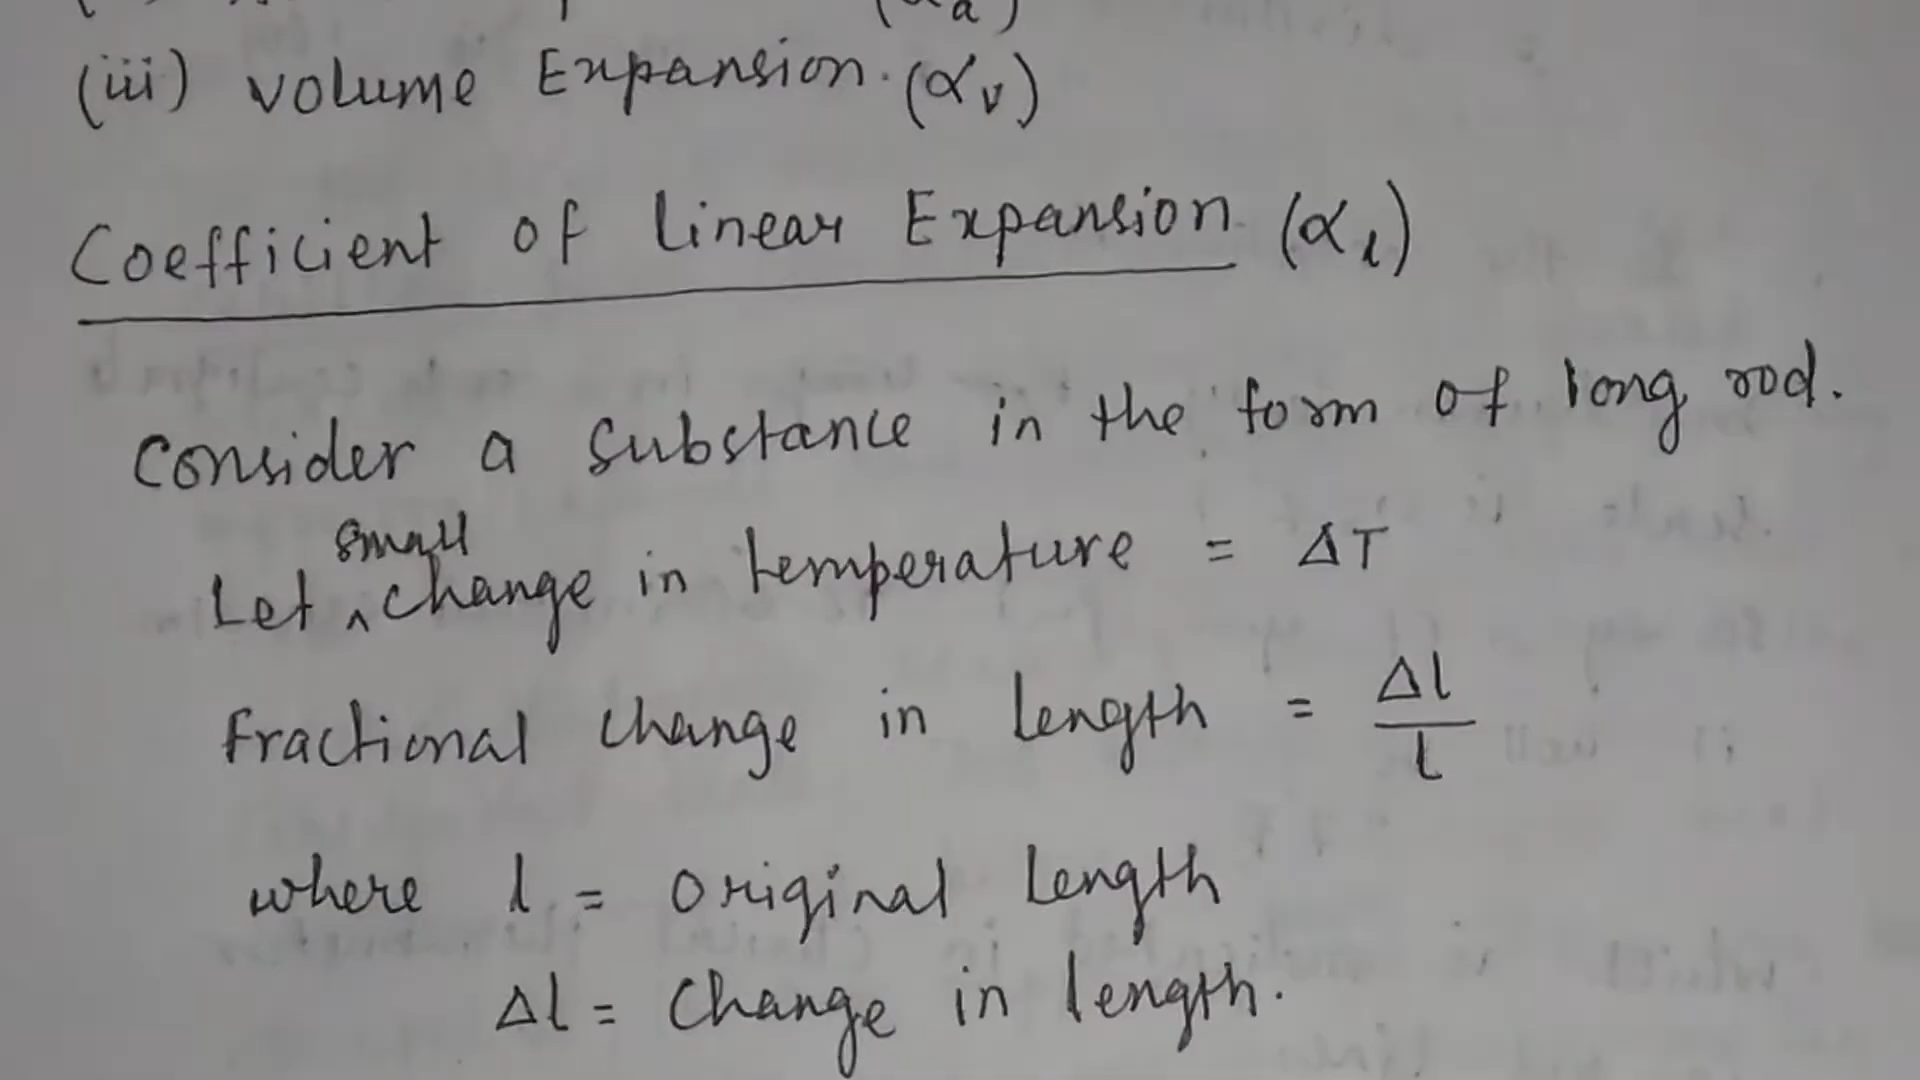 (αa)
(iii) volume Expansion. (αv)
Coefficient of linear Expansion (αl)
Consider a substance in the form of long rod.
small
Let ^ change in temperature = ΔT
Fractional change in length = Δl/l
where l = Original length
Δl = Change in length.